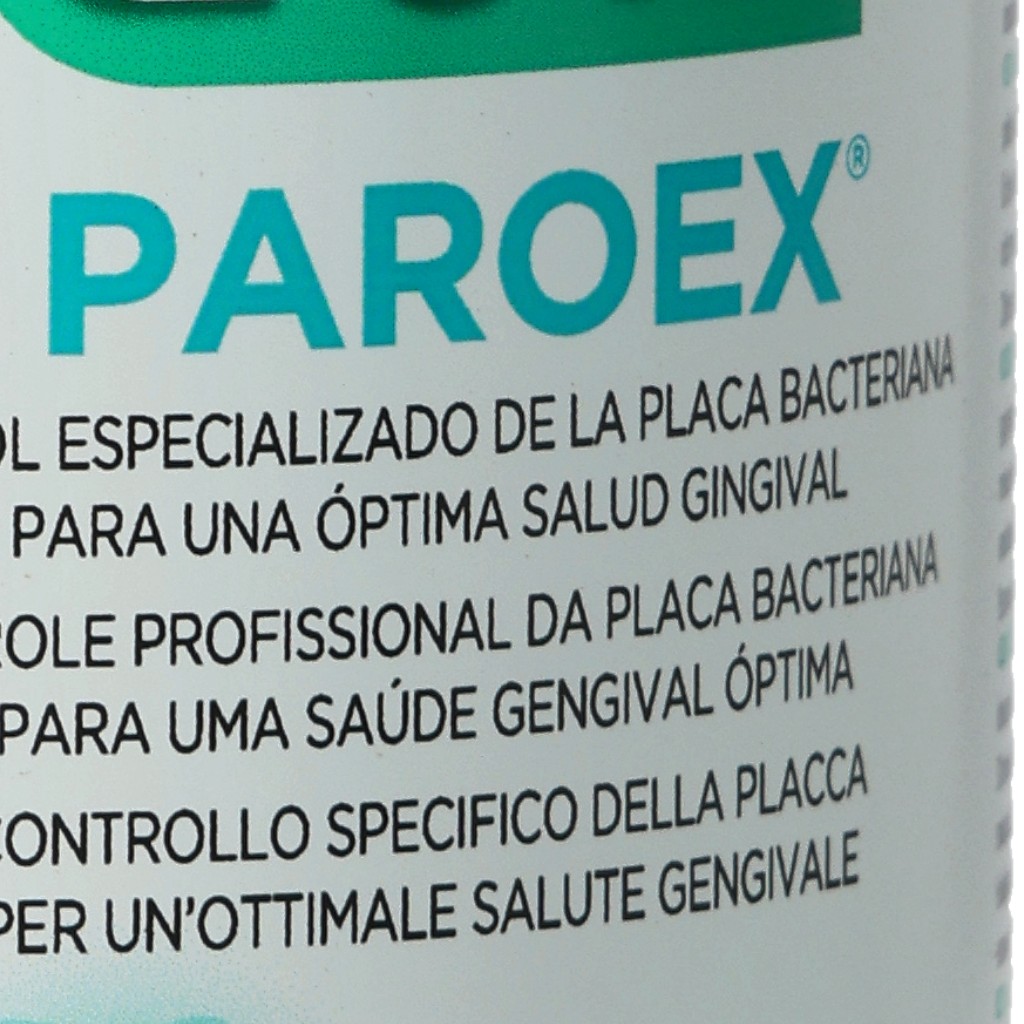 PAROEX®
OL ESPECIALIZADO DE LA PLACA BACTERIANA
PARA UNA ÓPTIMA SALUD GINGIVAL
ROLE PROFISSIONAL DA PLACA BACTERIANA
PARA UMA SAÚDE GENGIVAL ÓPTIMA
CONTROLLO SPECIFICO DELLA PLACCA
PER UN'OTTIMALE SALUTE GENGIVALE